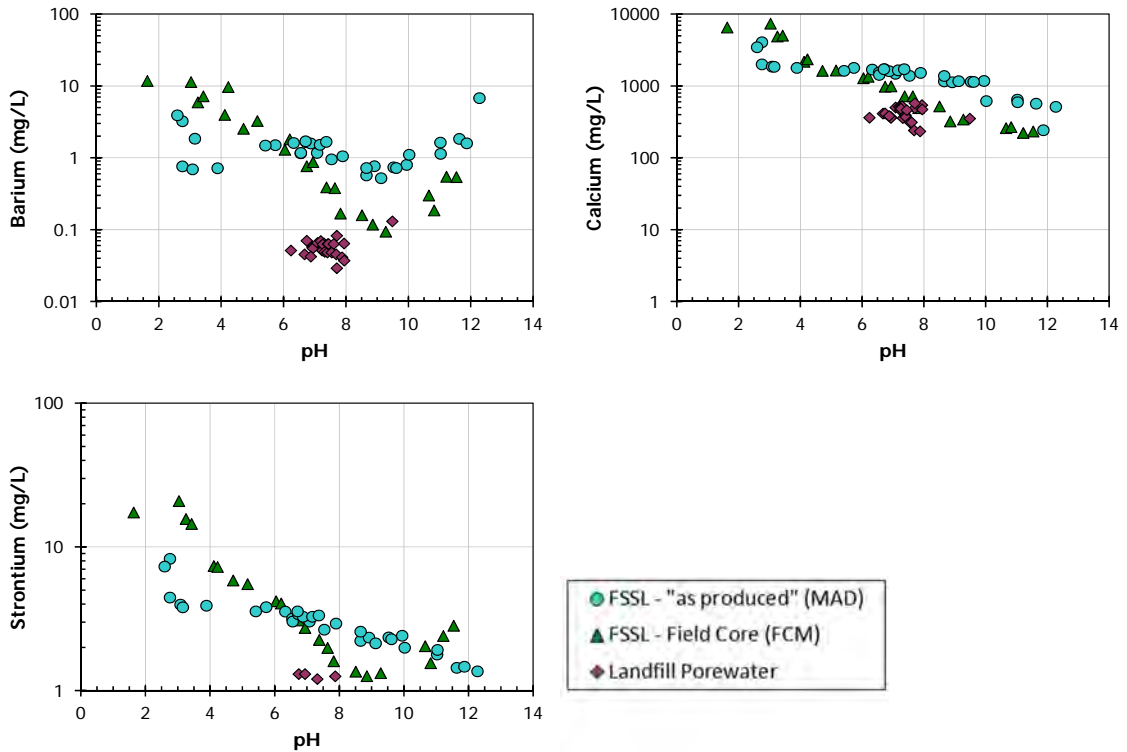 100
10
1
0.1
0.01
Barium (mg/L)
0 2 4 6 8 10 12 14
pH
10000
1000
100
10
1
Calcium (mg/L)
0 2 4 6 8 10 12 14
pH
100
10
1
Strontium (mg/L)
0 2 4 6 8 10 12 14
pH
FSSL - "as produced" (MAD)
FSSL - Field Core (FCM)
Landfill Porewater